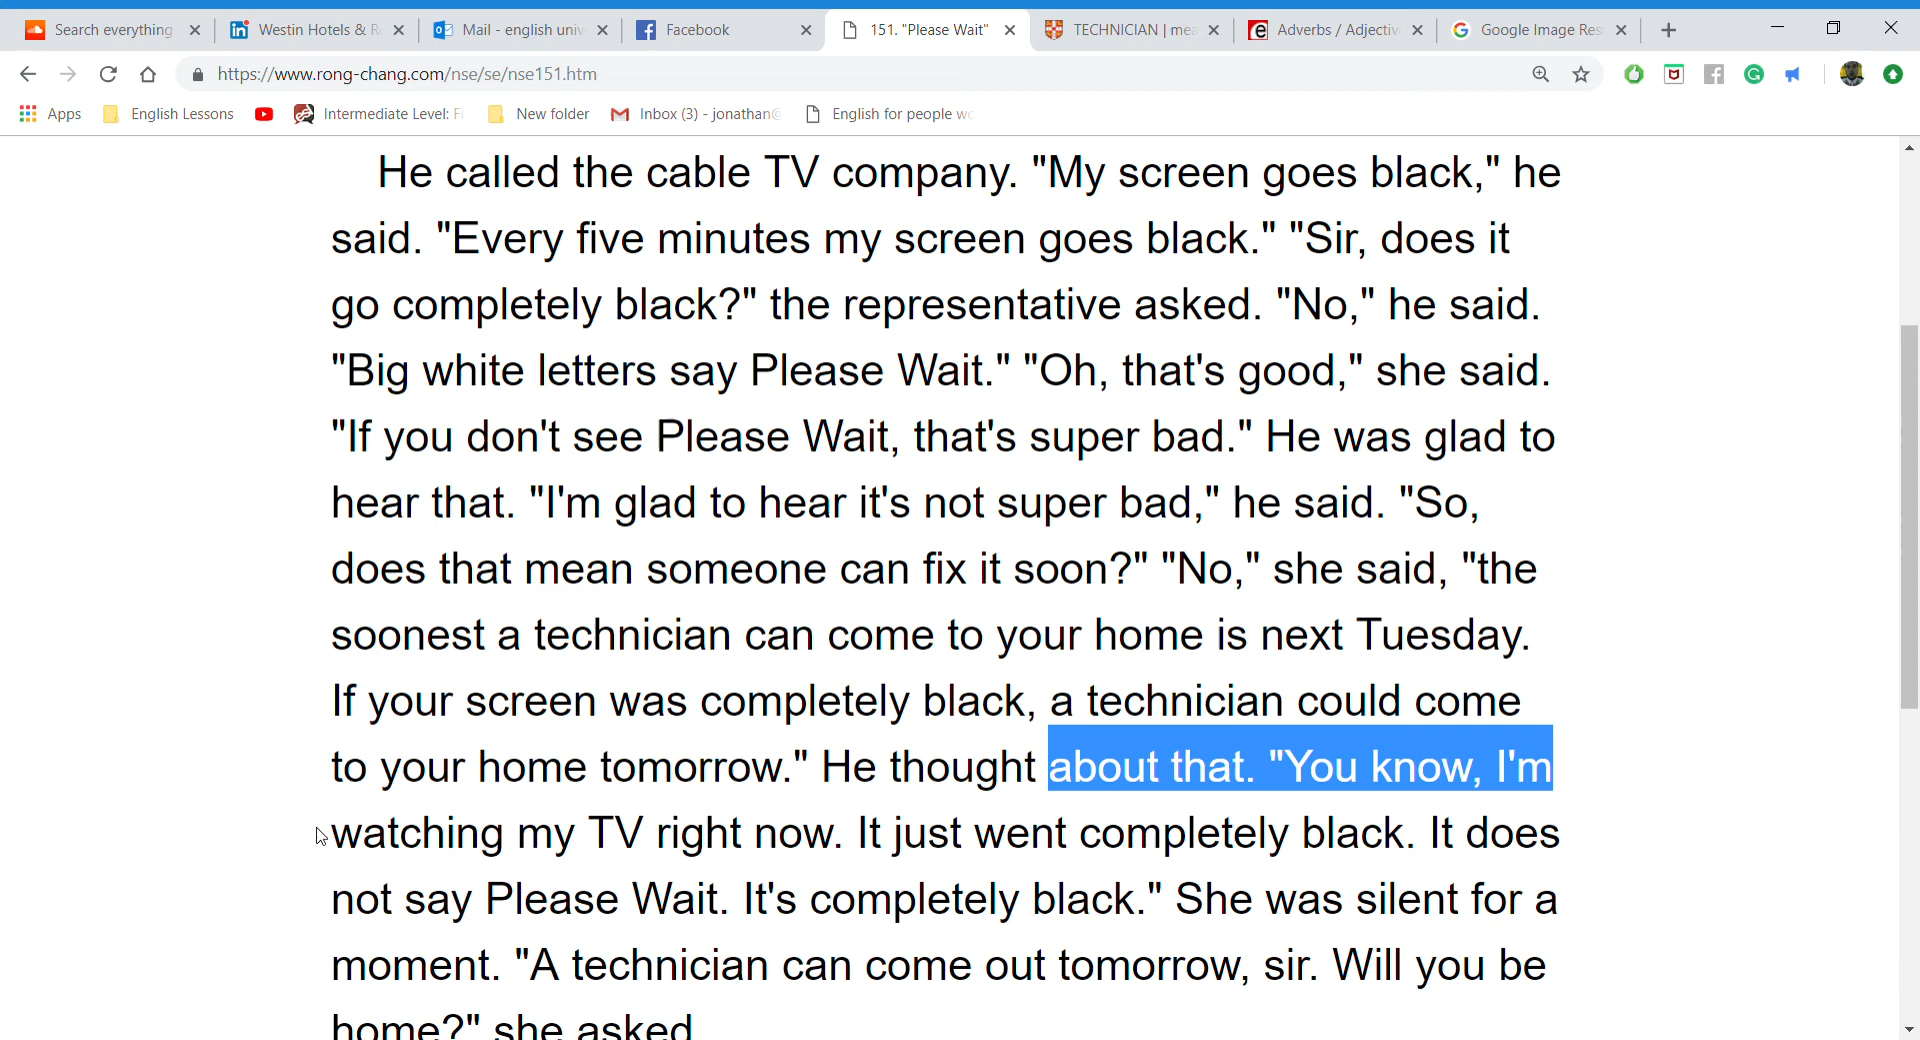 Search everything
Westin Hotels & R
Mail - english univ
Facebook
151. "Please Wait"
TECHNICIAN | mea
Adverbs / Adjectiv
Google Image Res
https://www.rong-chang.com/nse/se/nse151.htm
Apps
English Lessons
Intermediate Level: Fi
New folder
Inbox (3) - jonathan@
English for people wo
He called the cable TV company. "My screen goes black," he
said. "Every five minutes my screen goes black." "Sir, does it
go completely black?" the representative asked. "No," he said.
"Big white letters say Please Wait." "Oh, that's good," she said.
"If you don't see Please Wait, that's super bad." He was glad to
hear that. "I'm glad to hear it's not super bad," he said. "So,
does that mean someone can fix it soon?" "No," she said, "the
soonest a technician can come to your home is next Tuesday.
If your screen was completely black, a technician could come
to your home tomorrow." He thought about that. "You know, I'm
watching my TV right now. It just went completely black. It does
not say Please Wait. It's completely black." She was silent for a
moment. "A technician can come out tomorrow, sir. Will you be
home?" she asked